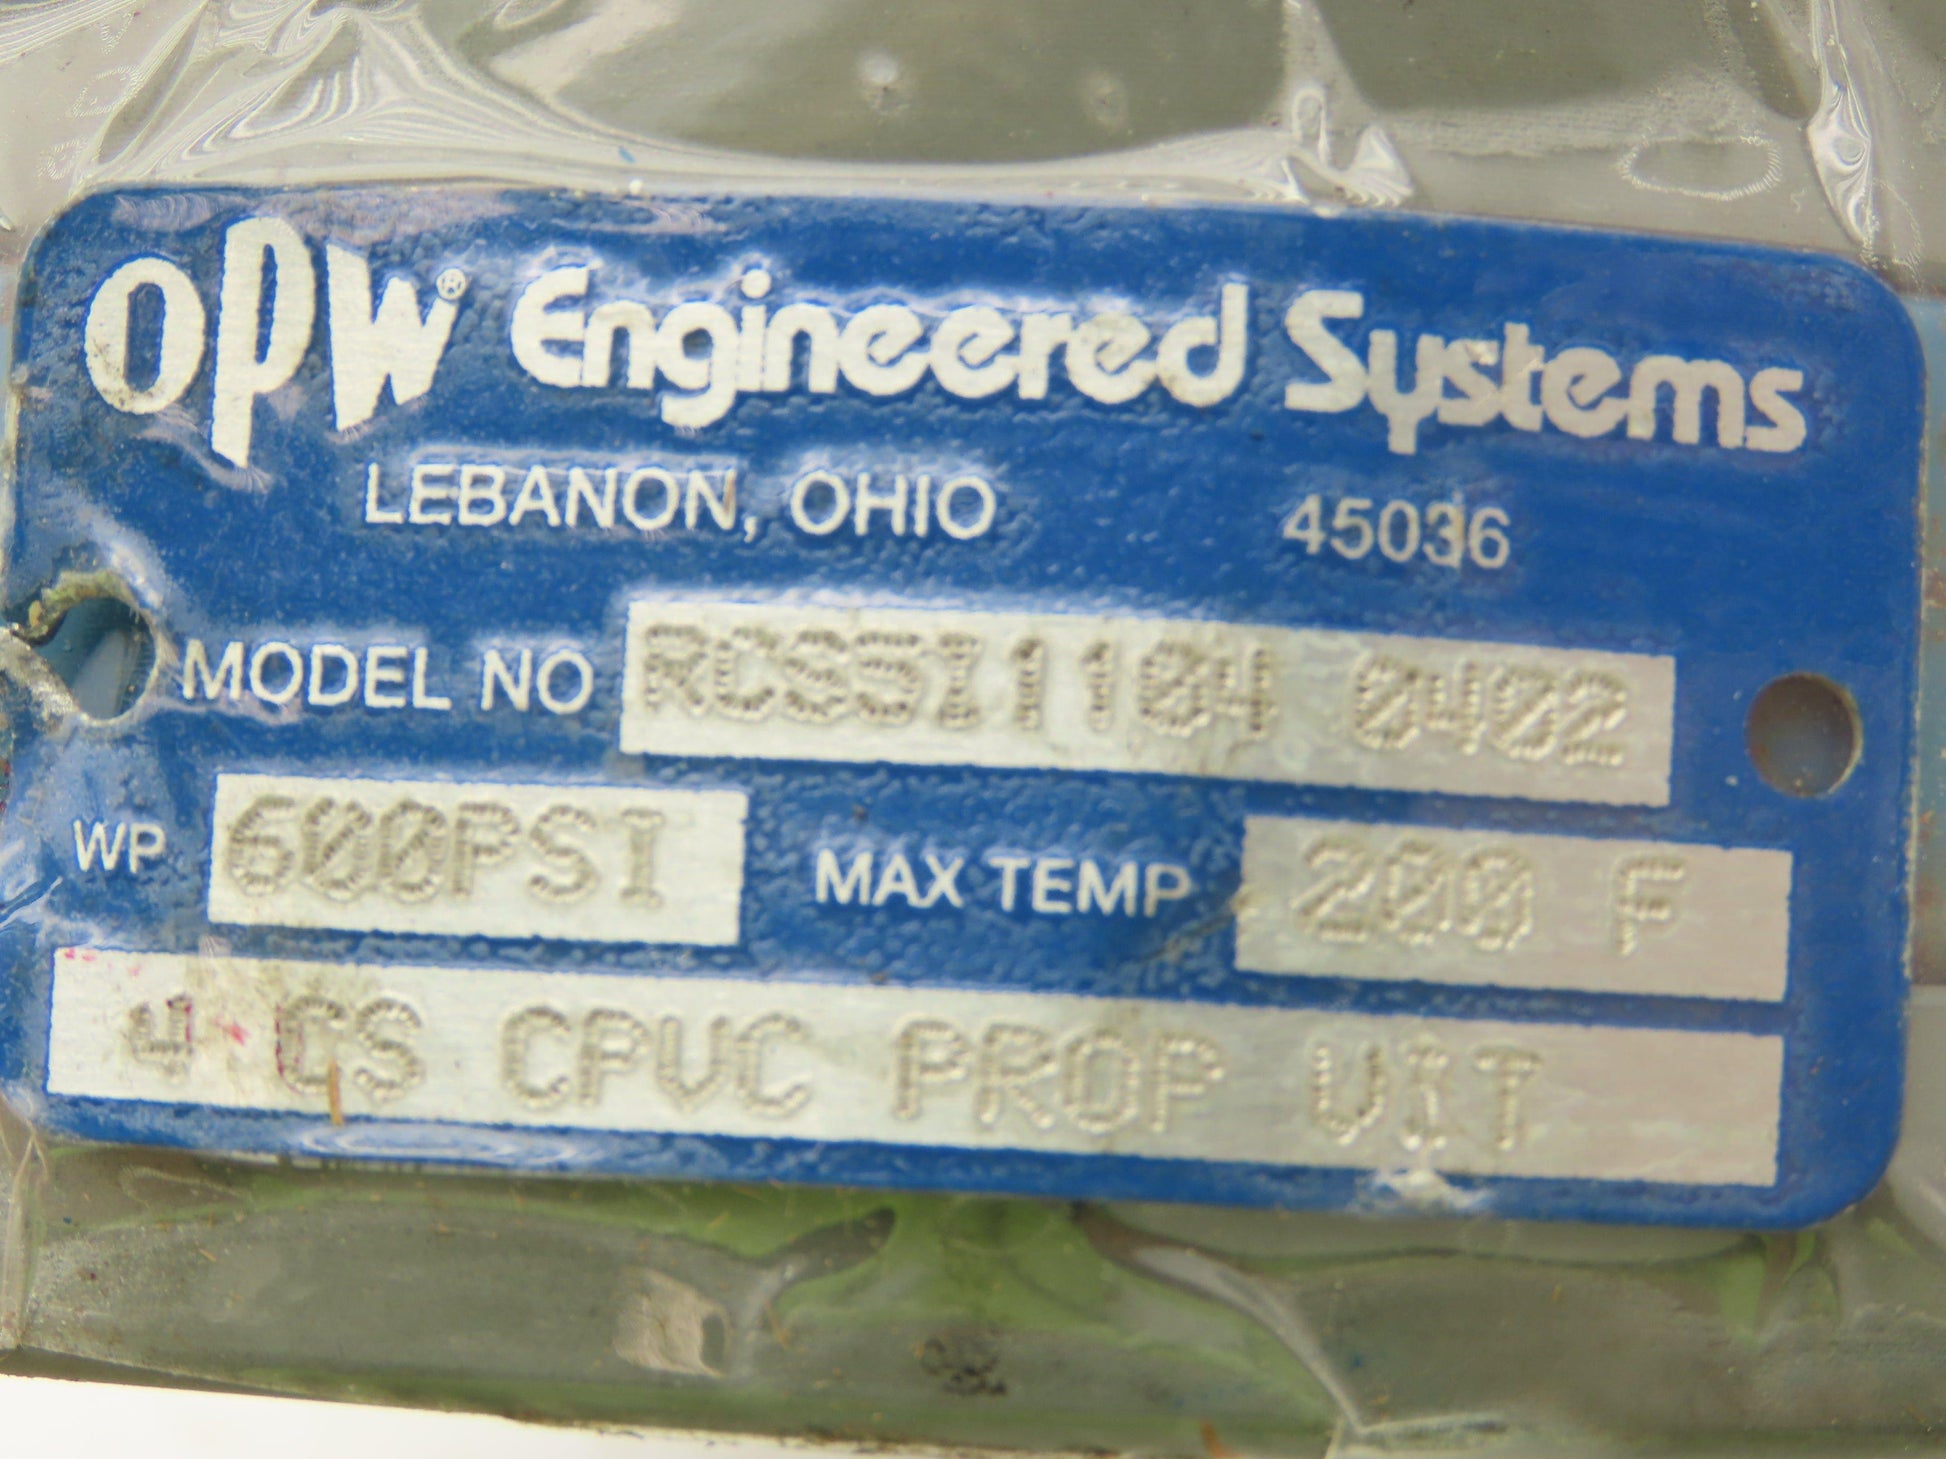 OPW® Engineered Systems
LEBANON, OHIO 45036
MODEL NO RCSSI1104 0402
WP 600PSI MAX TEMP 200 F
4 CS CPVC PROP VIT